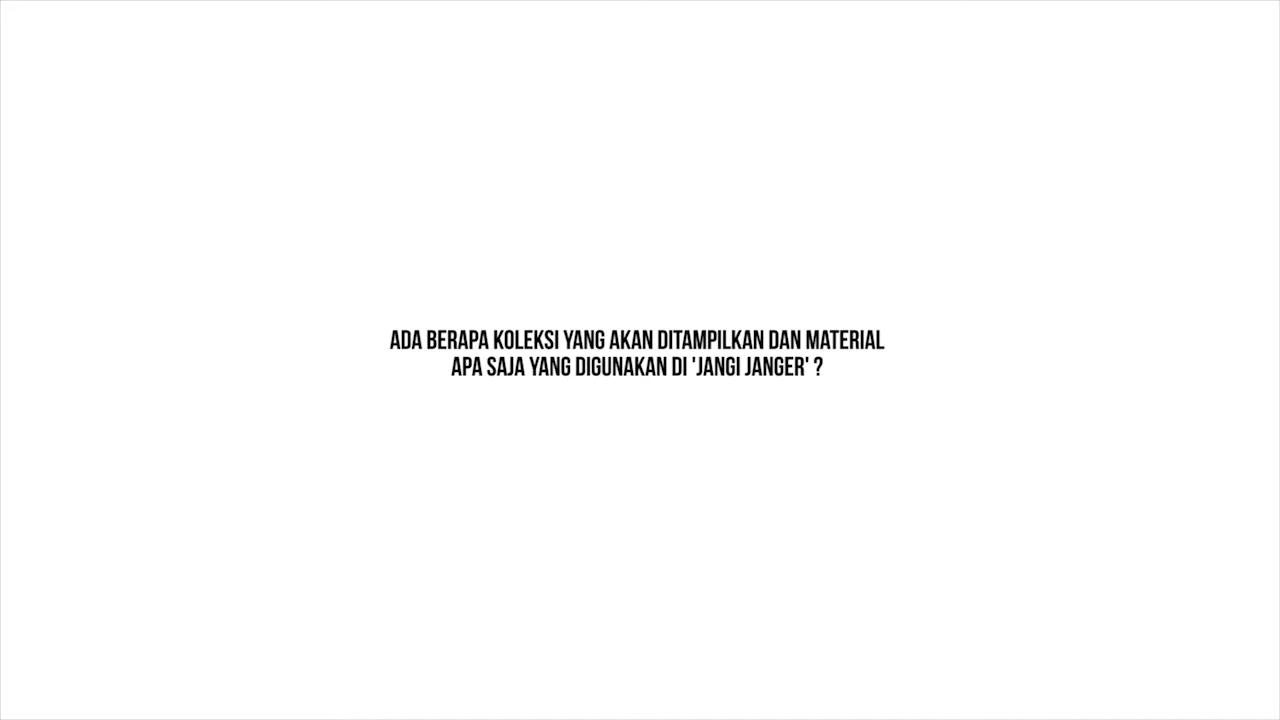 ADA BERAPA KOLEKSI YANG AKAN DITAMPILKAN DAN MATERIAL
APA SAJA YANG DIGUNAKAN DI 'JANGI JANGER' ?